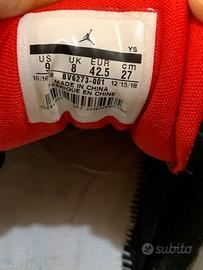 YS
US UK EUR cm
9 8 42.5 27
10/16 BV6273-001 12/15/18
MADE IN CHINA
FABRIQUE EN CHINE
subito